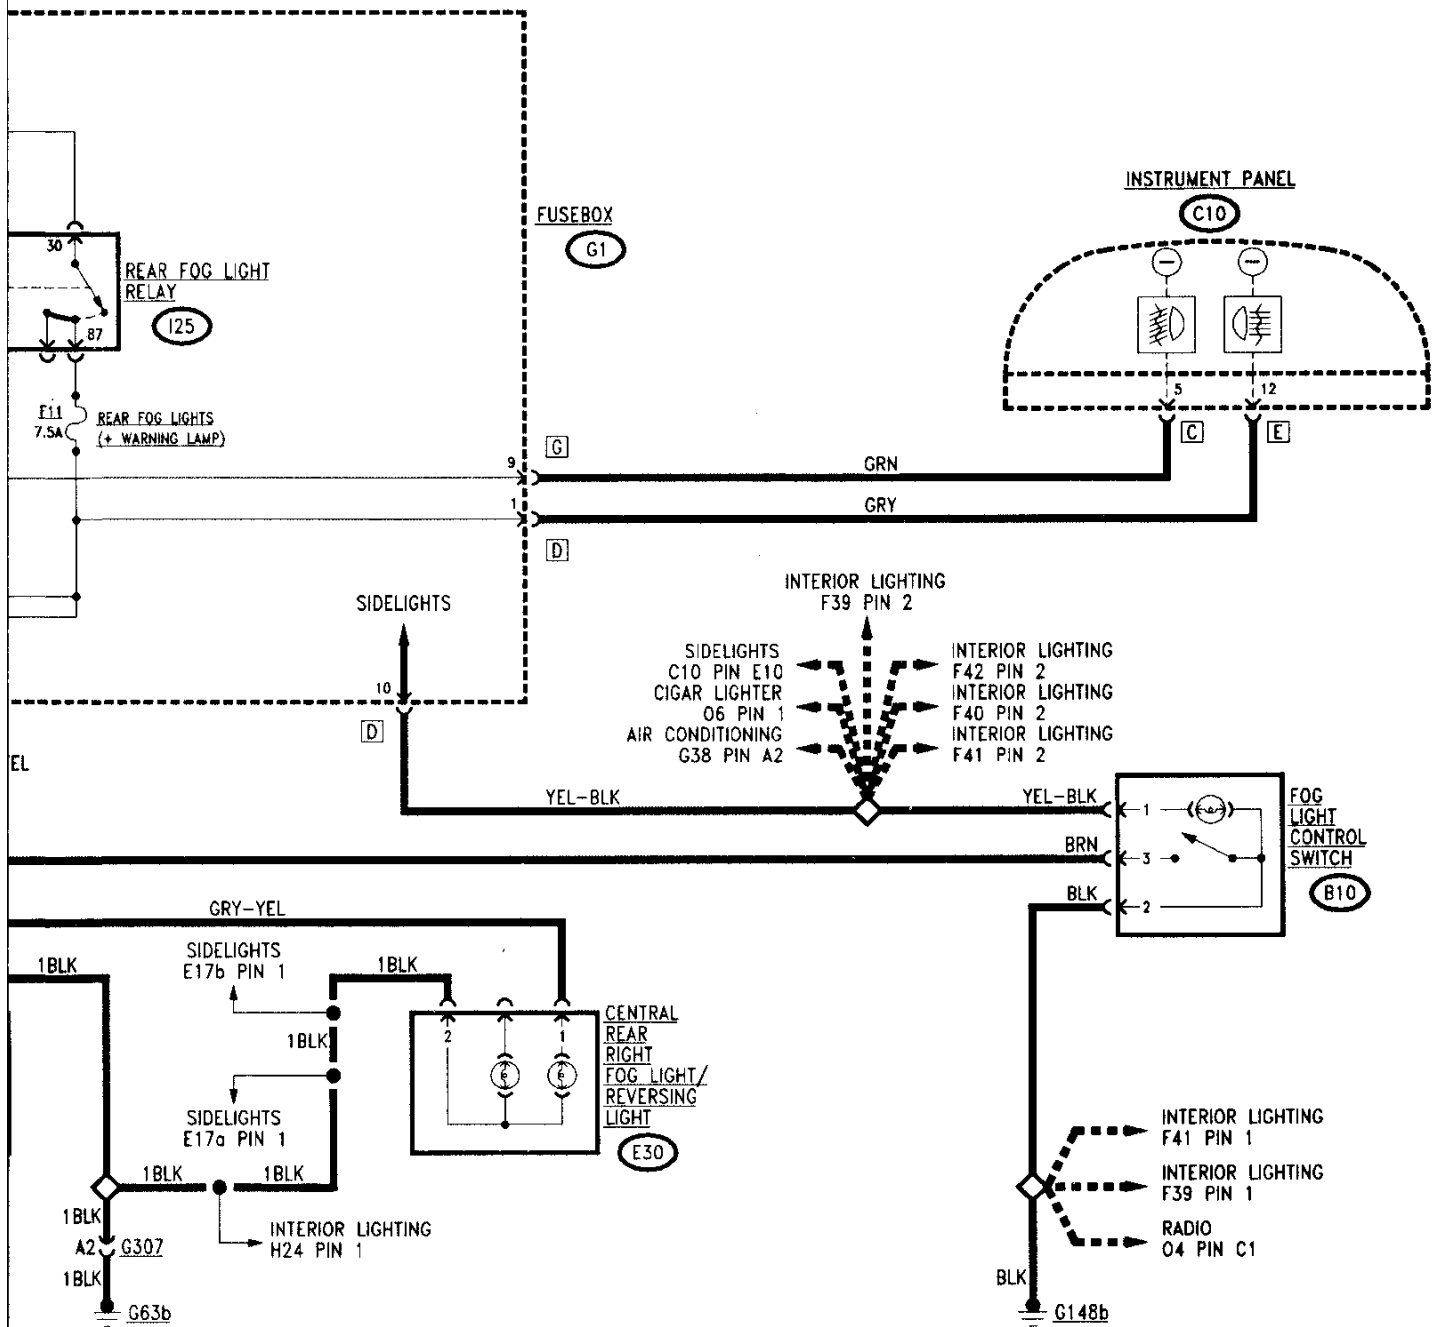 INSTRUMENT PANEL
C10
FUSEBOX
G1
30
REAR FOG LIGHT
RELAY
I25
87
F11
7.5A
REAR FOG LIGHTS
(+ WARNING LAMP)
5
12
C
E
G
9
GRN
1
GRY
D
SIDELIGHTS
10
D
INTERIOR LIGHTING
F39 PIN 2
SIDELIGHTS
C10 PIN E10
CIGAR LIGHTER
O6 PIN 1
AIR CONDITIONING
G38 PIN A2
INTERIOR LIGHTING
F42 PIN 2
INTERIOR LIGHTING
F40 PIN 2
INTERIOR LIGHTING
F41 PIN 2
EL
YEL-BLK
YEL-BLK
1
BRN
3
BLK
2
FOG
LIGHT
CONTROL
SWITCH
B10
GRY-YEL
SIDELIGHTS
E17b PIN 1
1BLK
1BLK
1BLK
SIDELIGHTS
E17a PIN 1
2
1
CENTRAL
REAR
RIGHT
FOG LIGHT/
REVERSING
LIGHT
E30
1BLK
1BLK
1BLK
INTERIOR LIGHTING
H24 PIN 1
A2
G307
1BLK
G63b
INTERIOR LIGHTING
F41 PIN 1
INTERIOR LIGHTING
F39 PIN 1
RADIO
O4 PIN C1
BLK
G148b